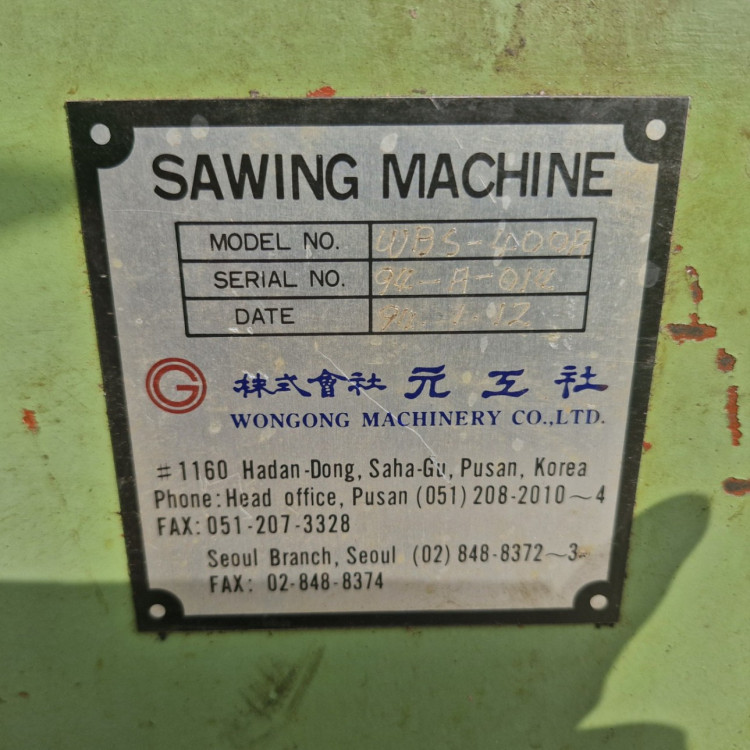 SAWING MACHINE
MODEL NO. WBS-400
SERIAL NO.
DATE
G 株式會社 元工社
WONGONG MACHINERY CO.,LTD.
#1160 Hadan-Dong, Saha-Gu, Pusan, Korea
Phone: Head office, Pusan (051) 208-2010~4
FAX: 051-207-3328
Seoul Branch, Seoul (02) 848-8372~3
FAX: 02-848-8374